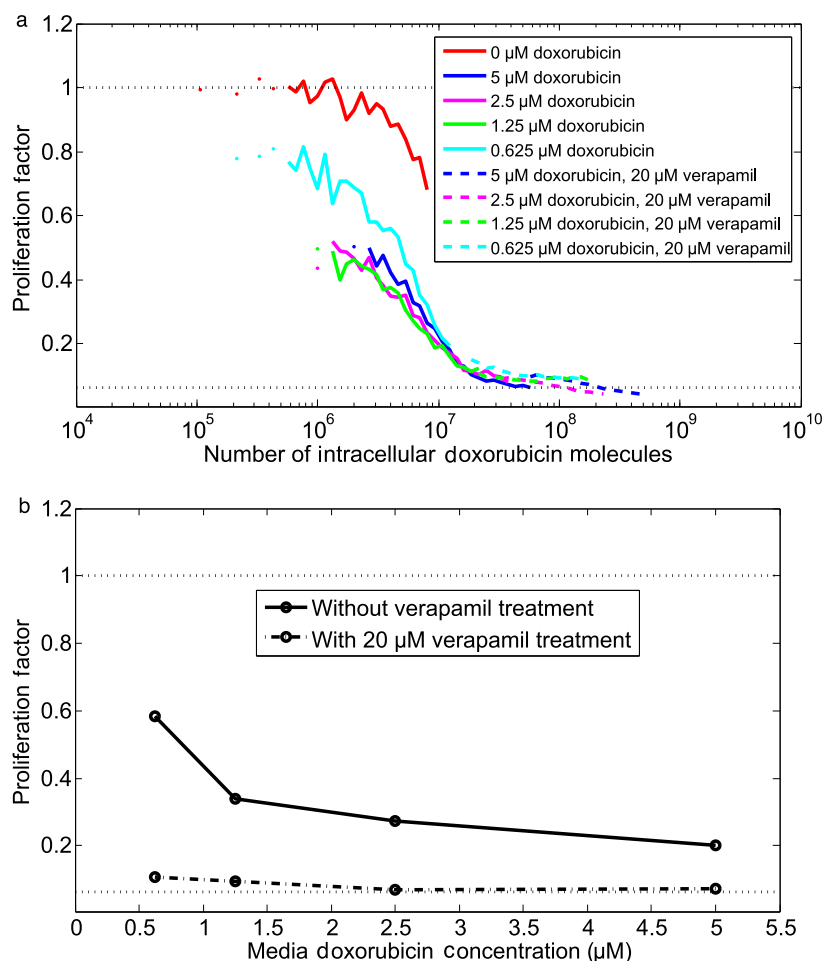 a
1.2
1
0.8
0.6
0.4
0.2
Proliferation factor
0 µM doxorubicin
5 µM doxorubicin
2.5 µM doxorubicin
1.25 µM doxorubicin
0.625 µM doxorubicin
5 µM doxorubicin, 20 µM verapamil
2.5 µM doxorubicin, 20 µM verapamil
1.25 µM doxorubicin, 20 µM verapamil
0.625 µM doxorubicin, 20 µM verapamil
10^4 10^5 10^6 10^7 10^8 10^9 10^10
Number of intracellular doxorubicin molecules
b
1.2
1
0.8
0.6
0.4
0.2
Proliferation factor
Without verapamil treatment
With 20 µM verapamil treatment
0 0.5 1 1.5 2 2.5 3 3.5 4 4.5 5 5.5
Media doxorubicin concentration (µM)